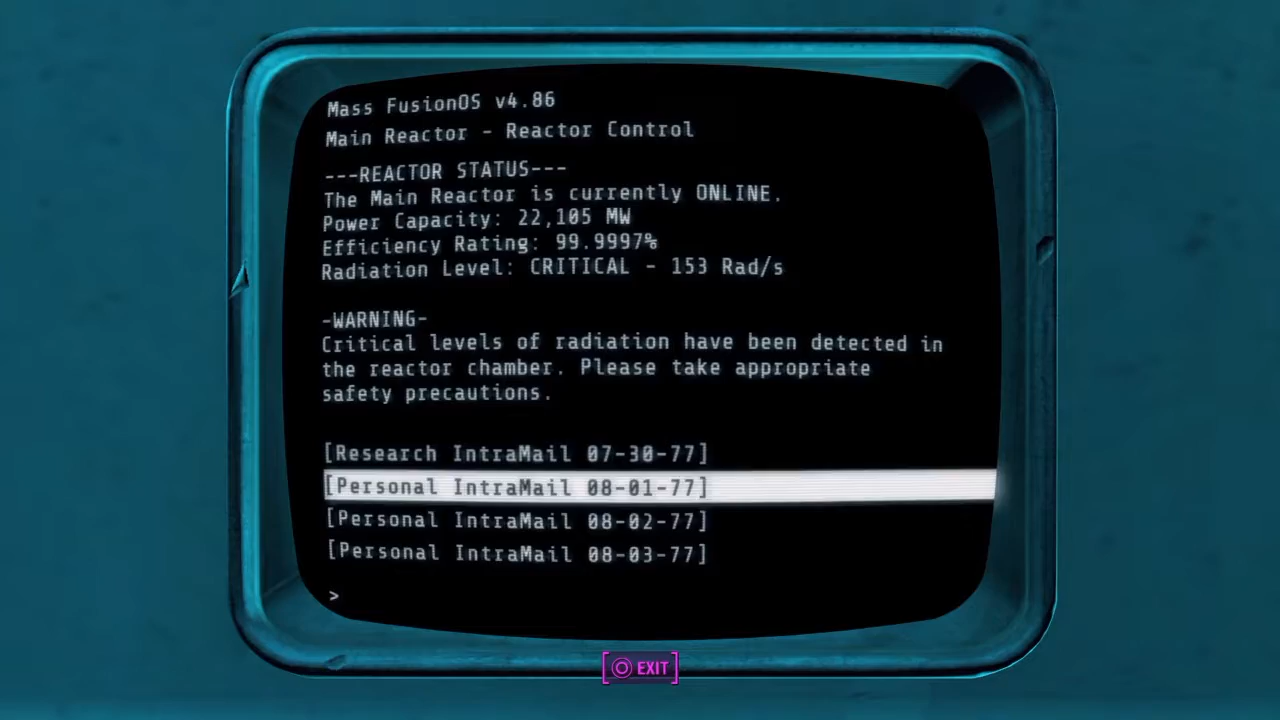 Mass FusionOS v4.86
Main Reactor - Reactor Control
---REACTOR STATUS---
The Main Reactor is currently ONLINE.
Power Capacity: 22,105 MW
Efficiency Rating: 99.9997%
Radiation Level: CRITICAL - 153 Rad/s
-WARNING-
Critical levels of radiation have been detected in
the reactor chamber. Please take appropriate
safety precautions.
[Research IntraMail 07-30-77]
[Personal IntraMail 08-01-77]
[Personal IntraMail 08-02-77]
[Personal IntraMail 08-03-77]
>
EXIT